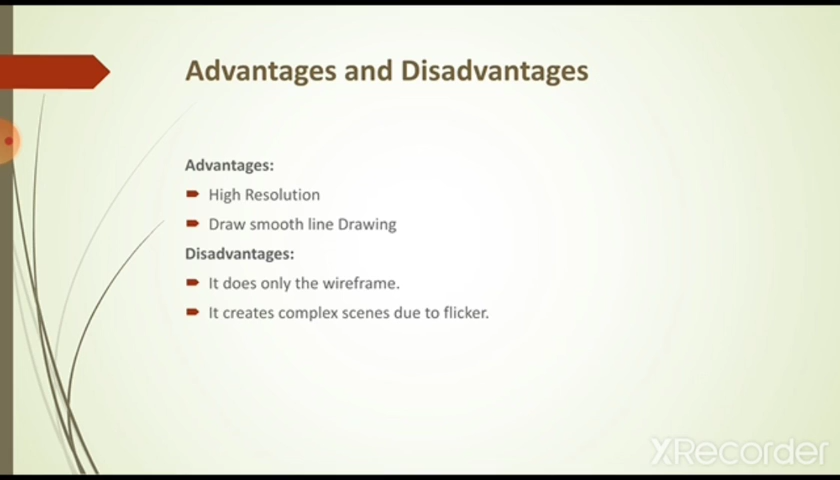 Advantages and Disadvantages
Advantages:
High Resolution
Draw smooth line Drawing
Disadvantages:
It does only the wireframe.
It creates complex scenes due to flicker.
XRecorder